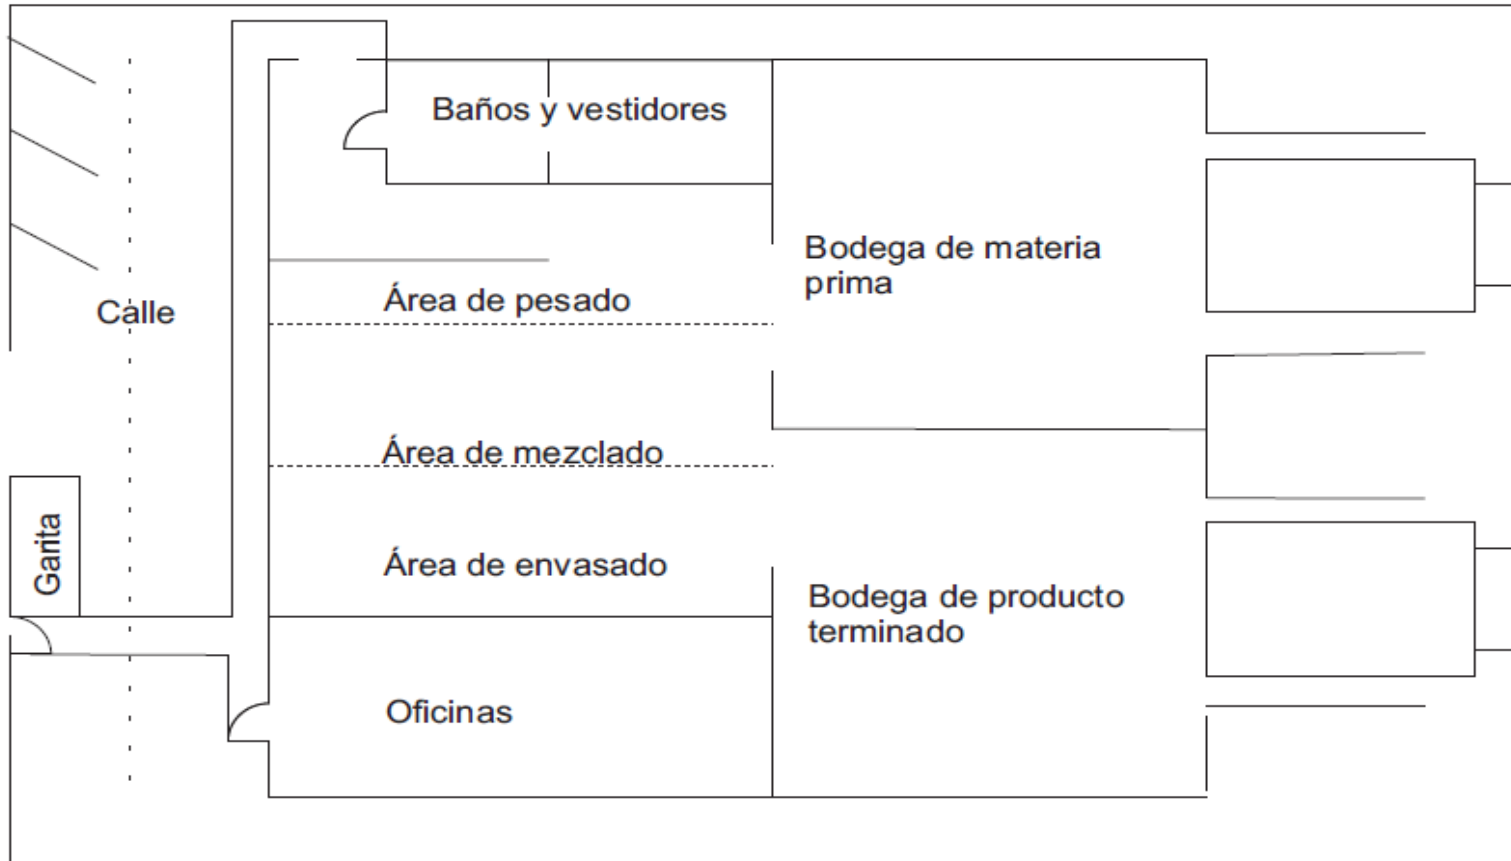 Baños y vestidores
Bodega de materia
prima
Área de pesado
Calle
Área de mezclado
Garita
Área de envasado
Bodega de producto
terminado
Oficinas